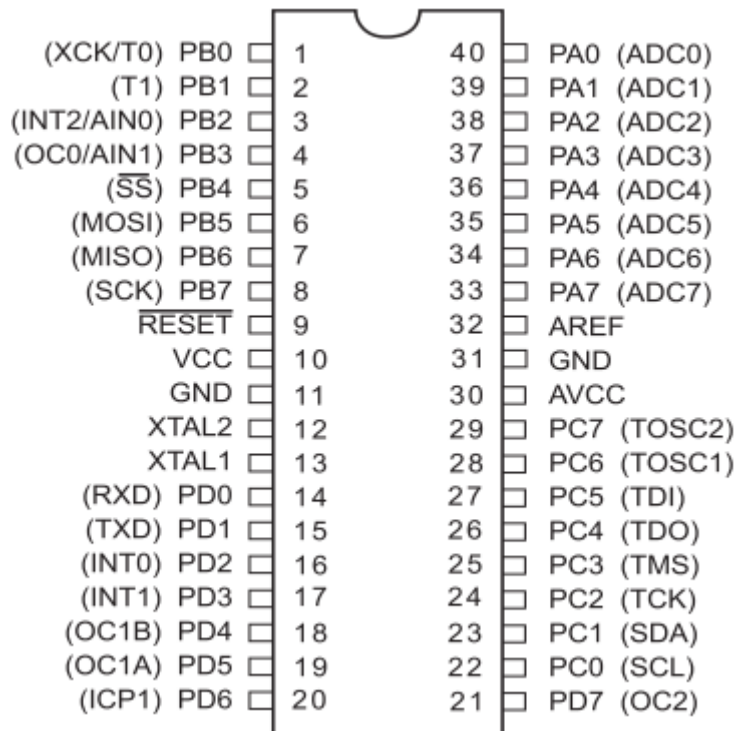 (XCK/T0) PB0 1 40 PA0 (ADC0)
(T1) PB1 2 39 PA1 (ADC1)
(INT2/AIN0) PB2 3 38 PA2 (ADC2)
(OC0/AIN1) PB3 4 37 PA3 (ADC3)
(S̅S̅) PB4 5 36 PA4 (ADC4)
(MOSI) PB5 6 35 PA5 (ADC5)
(MISO) PB6 7 34 PA6 (ADC6)
(SCK) PB7 8 33 PA7 (ADC7)
R̅E̅S̅E̅T̅ 9 32 AREF
VCC 10 31 GND
GND 11 30 AVCC
XTAL2 12 29 PC7 (TOSC2)
XTAL1 13 28 PC6 (TOSC1)
(RXD) PD0 14 27 PC5 (TDI)
(TXD) PD1 15 26 PC4 (TDO)
(INT0) PD2 16 25 PC3 (TMS)
(INT1) PD3 17 24 PC2 (TCK)
(OC1B) PD4 18 23 PC1 (SDA)
(OC1A) PD5 19 22 PC0 (SCL)
(ICP1) PD6 20 21 PD7 (OC2)